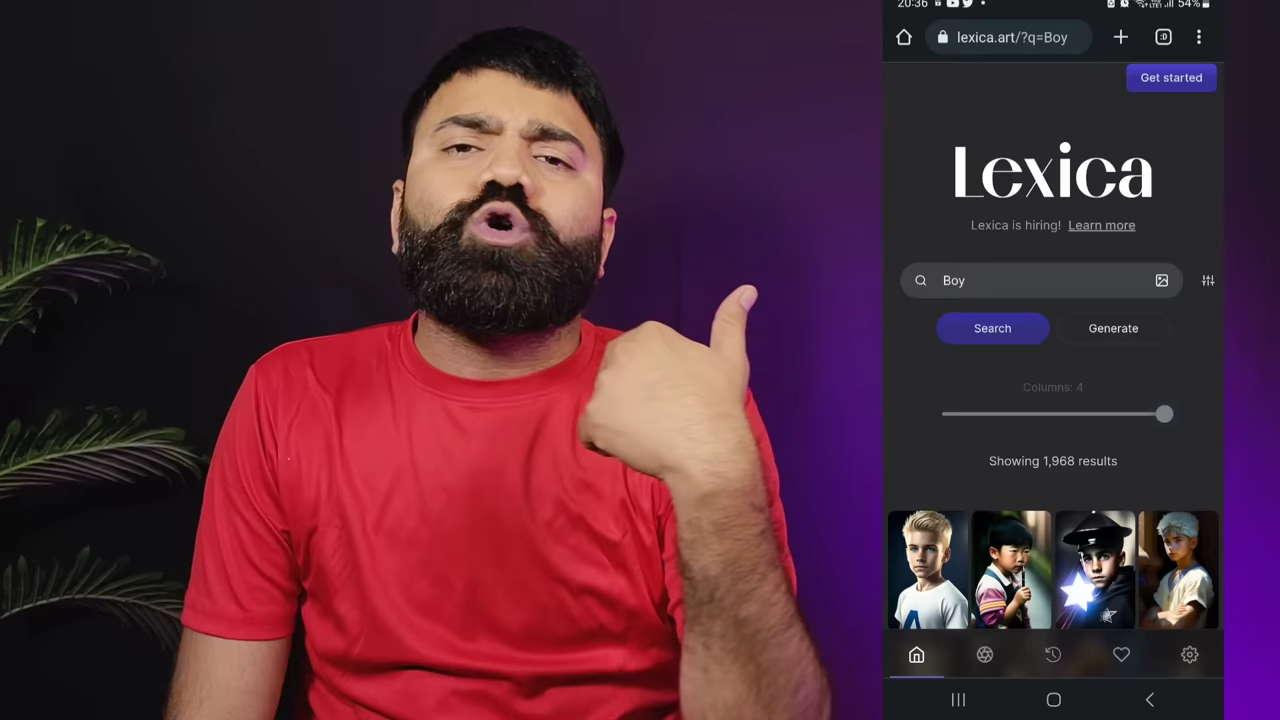 20:36
54%
lexica.art/?q=Boy
:D
Get started
Lexica
Lexica is hiring! Learn more
Boy
Search
Generate
Columns: 4
Showing 1,968 results
A